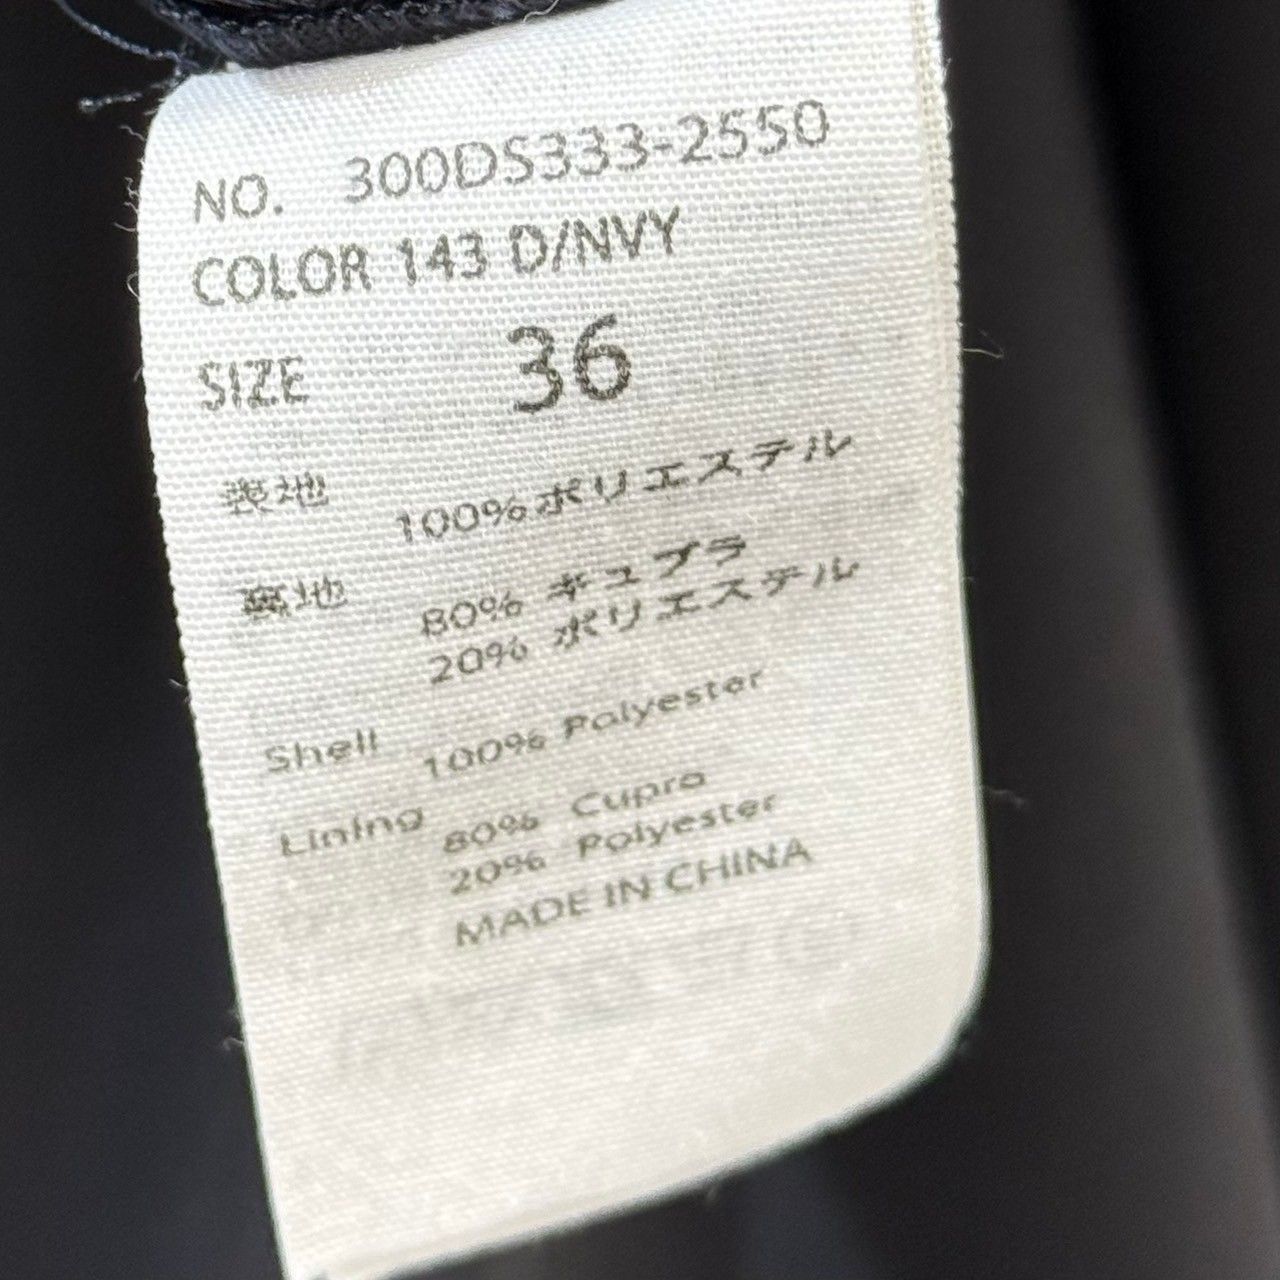 NO. 300DS333-2550
COLOR 143 D/NVY
SIZE 36
表地 100%ポリエステル
裏地 80% キュプラ
20% ポリエステル
Shell 100% Polyester
Lining 80% Cupra
20% Polyester
MADE IN CHINA